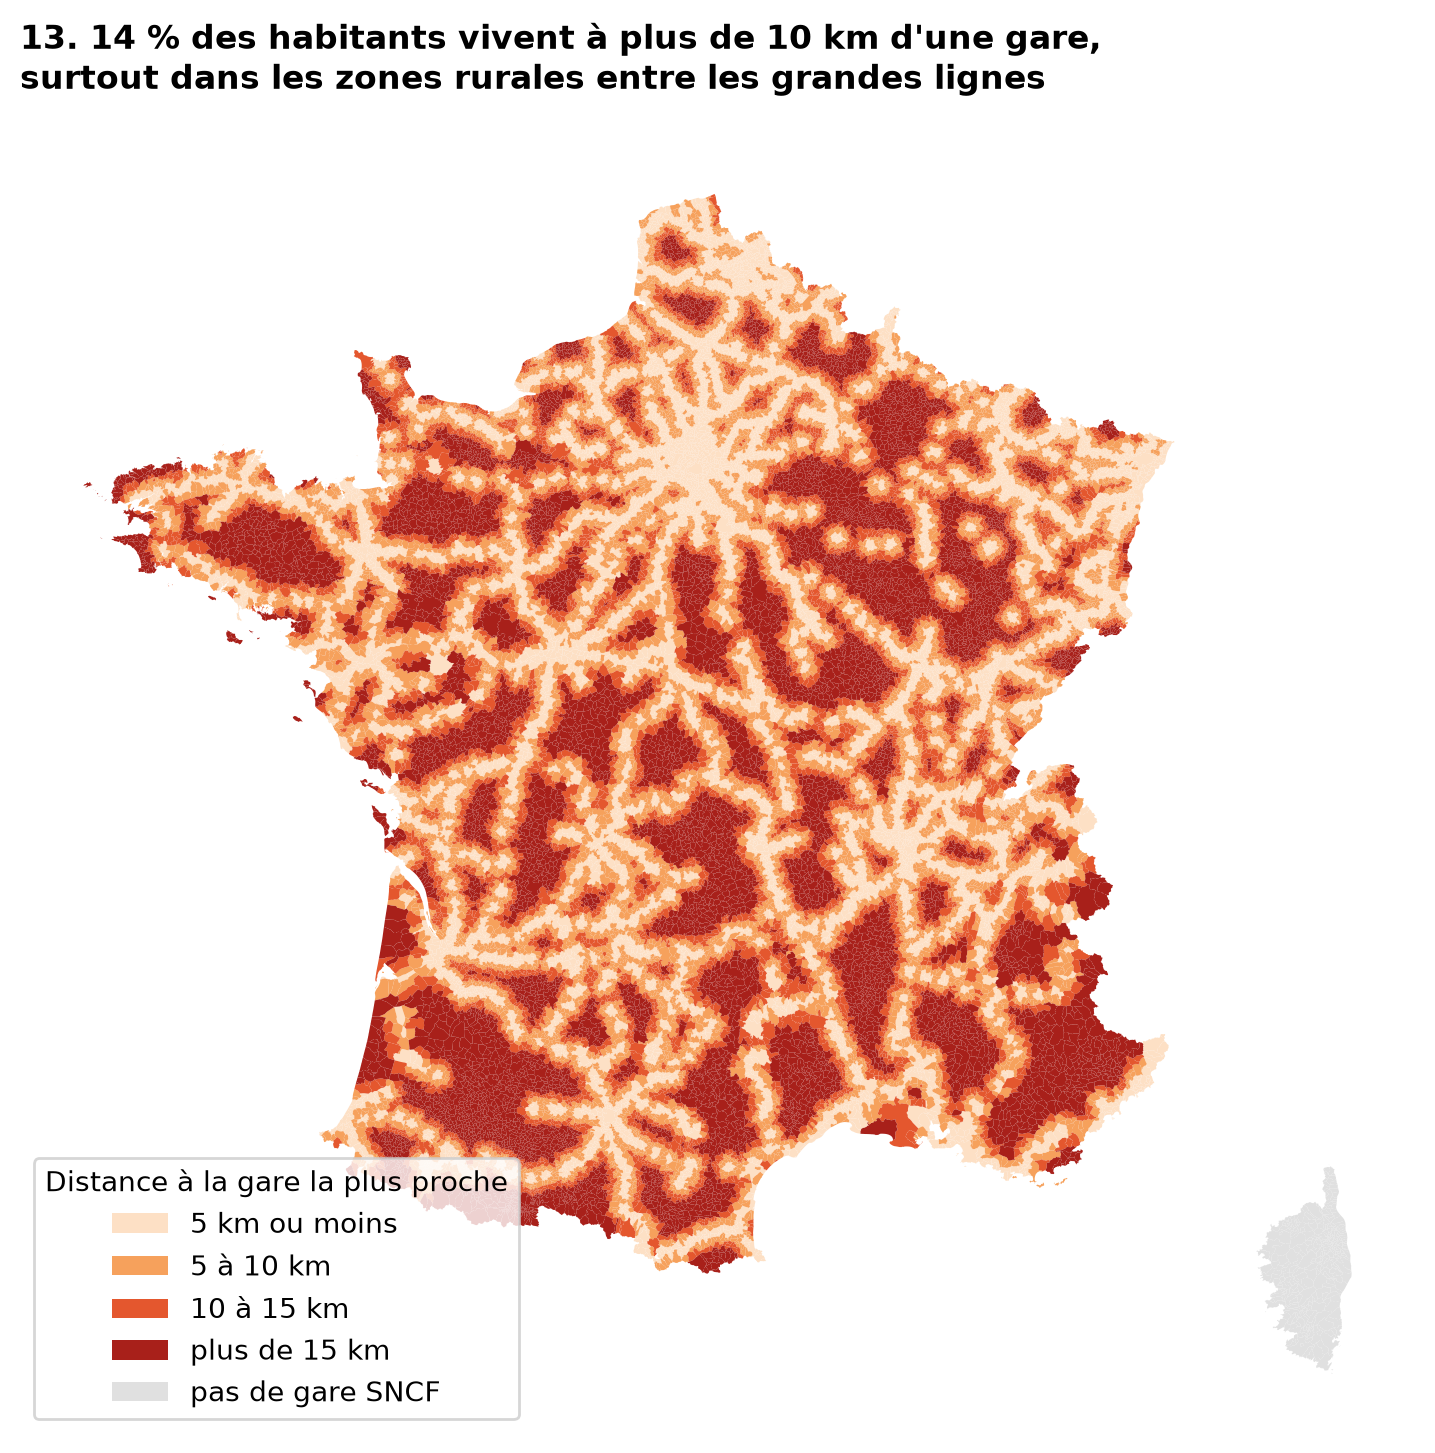 13. 14 % des habitants vivent à plus de 10 km d'une gare,
surtout dans les zones rurales entre les grandes lignes
Distance à la gare la plus proche
5 km ou moins
5 à 10 km
10 à 15 km
plus de 15 km
pas de gare SNCF